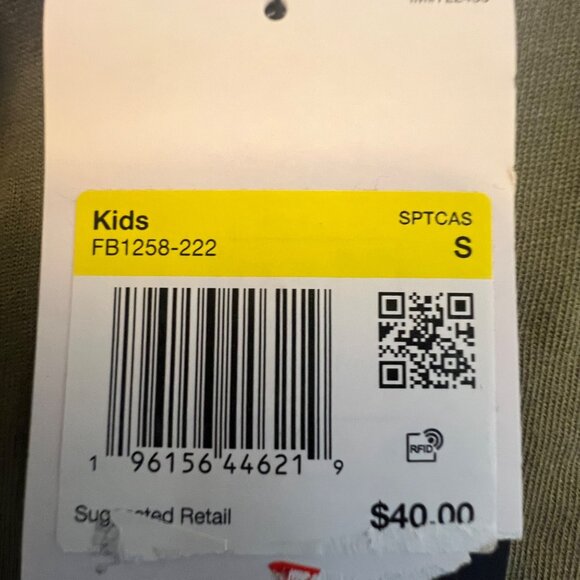 Kids
SPTCAS
FB1258-222
S
RFID
1 96156 44621 9
Retail
$40.00